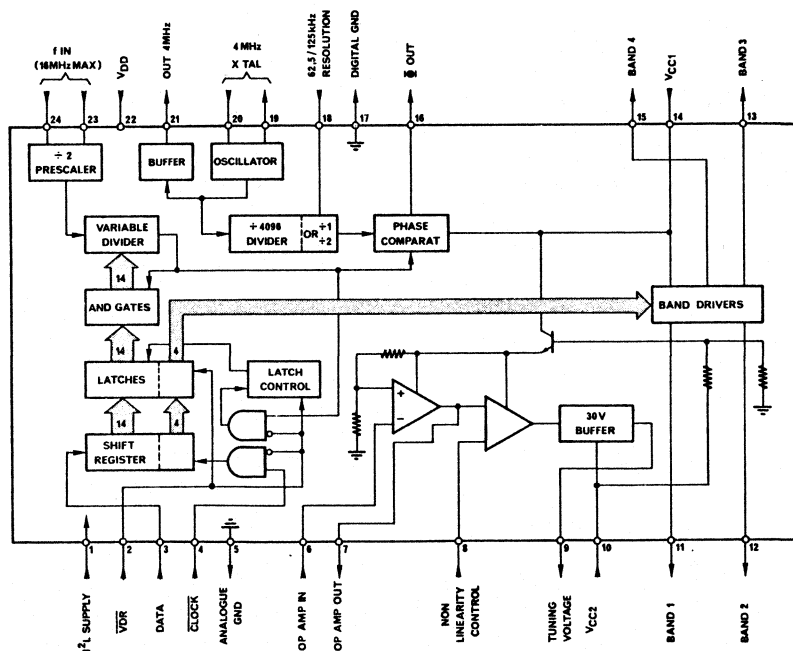 f IN
(16MHz MAX)
VDD
OUT 4MHz
4MHz
X TAL
62,5/125kHz
RESOLUTION
DIGITAL GND
OUT
BAND 4
VCC1
BAND 3
24
23
22
21
20
19
18
17
16
15
14
13
÷ 2
PRESCALER
BUFFER
OSCILLATOR
VARIABLE
DIVIDER
÷ 4096
DIVIDER
OR
÷1
÷2
PHASE
COMPARAT
14
AND GATES
BAND DRIVERS
14
4
LATCHES
LATCH
CONTROL
14
4
SHIFT
REGISTER
+
−
30V
BUFFER
1
2
3
4
5
6
7
8
9
10
11
12
I²L SUPPLY
VDR
DATA
CLOCK
ANALOGUE
GND
OP AMP IN
OP AMP OUT
NON
LINEARITY
CONTROL
TUNING
VOLTAGE
VCC2
BAND 1
BAND 2